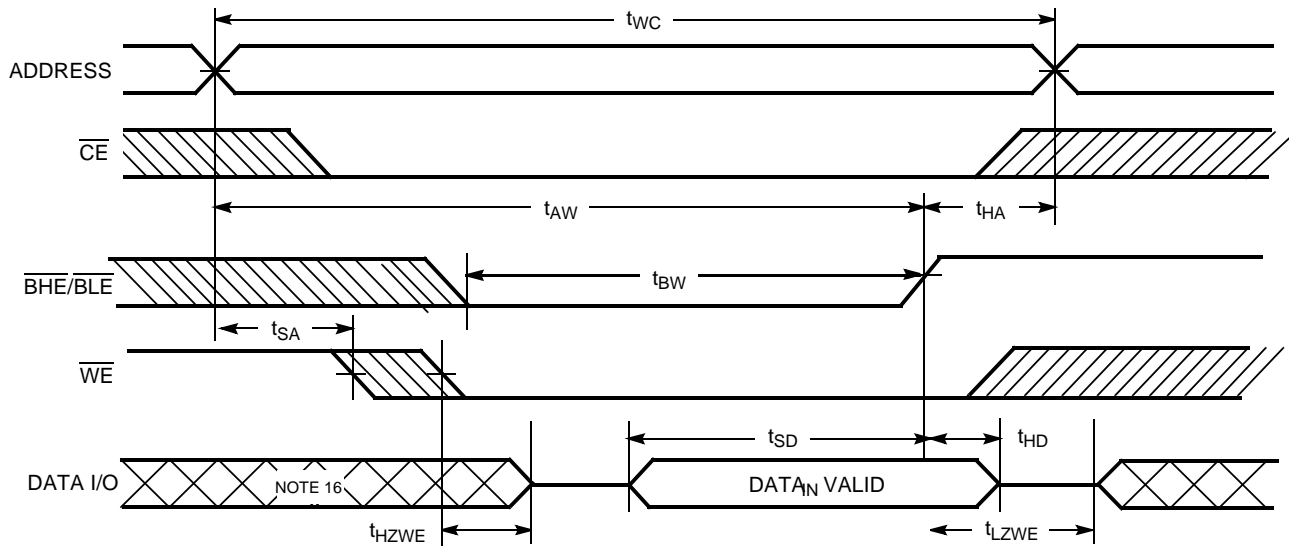 tWC
ADDRESS
CE
tAW
tHA
BHE/BLE
tBW
tSA
WE
tSD
tHD
DATA I/O
NOTE 16
DATAIN VALID
tHZWE
tLZWE